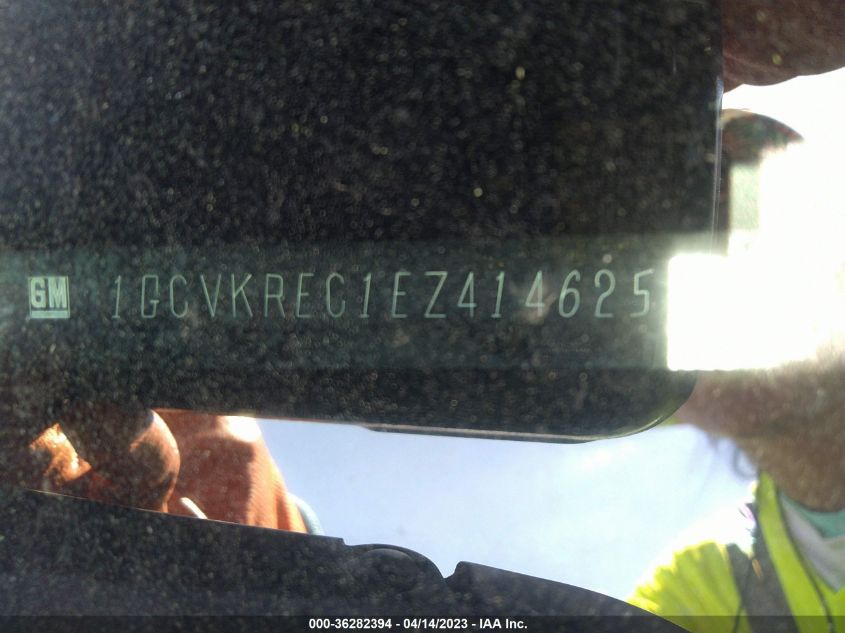 GM 1GCVKREC1EZ414625
000-36282394 - 04/14/2023 - IAA Inc.